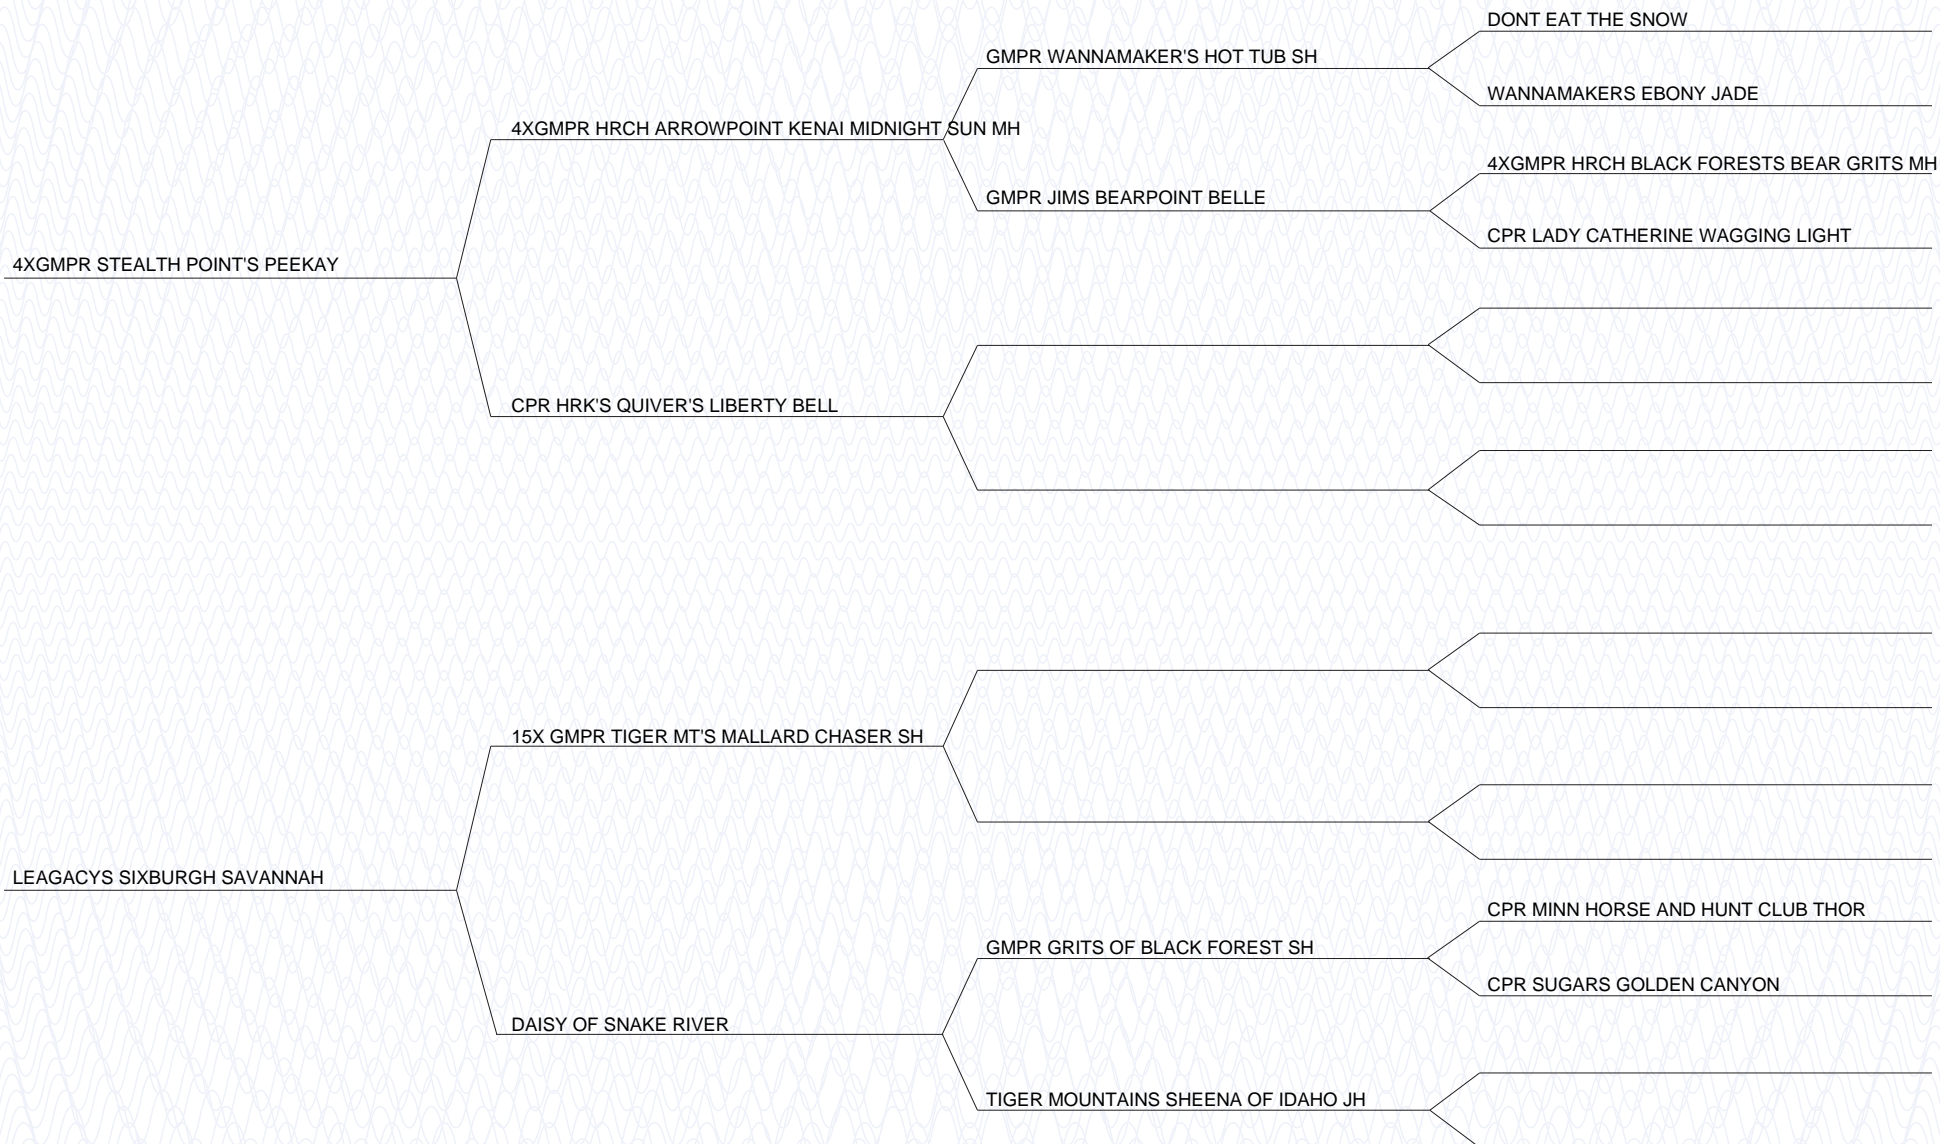 DONT EAT THE SNOW
GMPR WANNAMAKER'S HOT TUB SH
WANNAMAKERS EBONY JADE
4XGMPR HRCH ARROWPOINT KENAI MIDNIGHT SUN MH
4XGMPR HRCH BLACK FORESTS BEAR GRITS MH
GMPR JIMS BEARPOINT BELLE
CPR LADY CATHERINE WAGGING LIGHT
4XGMPR STEALTH POINT'S PEEKAY
CPR HRK'S QUIVER'S LIBERTY BELL
15X GMPR TIGER MT'S MALLARD CHASER SH
LEAGACYS SIXBURGH SAVANNAH
CPR MINN HORSE AND HUNT CLUB THOR
GMPR GRITS OF BLACK FOREST SH
CPR SUGARS GOLDEN CANYON
DAISY OF SNAKE RIVER
TIGER MOUNTAINS SHEENA OF IDAHO JH